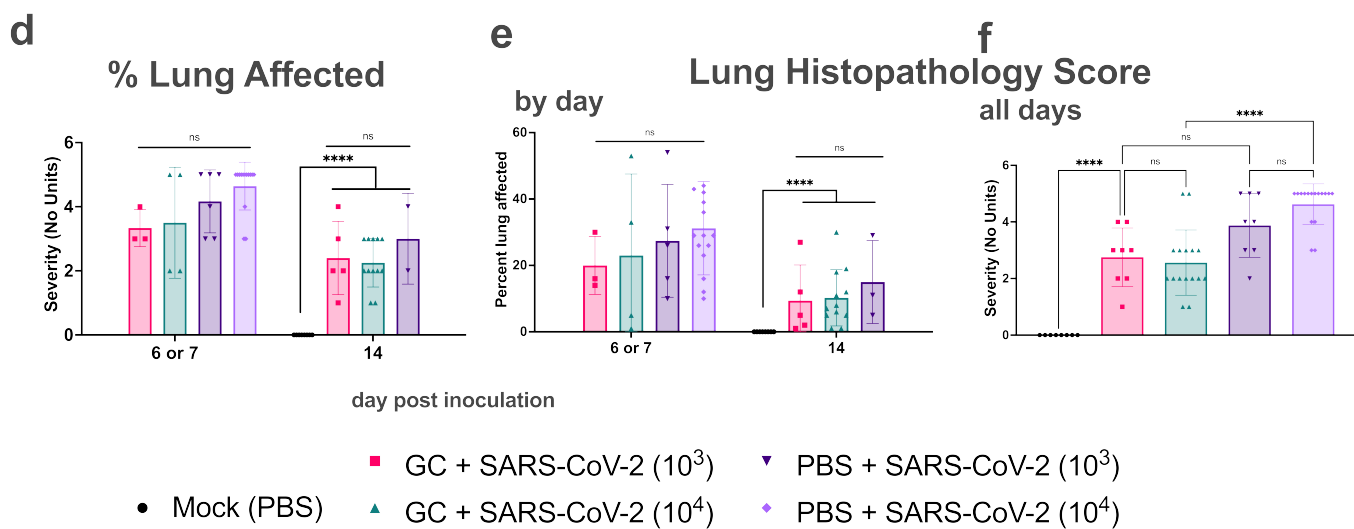 d
% Lung Affected
Severity (No Units)
6
4
2
0
ns
****
ns
6 or 7
14
e
Lung Histopathology Score
by day
Percent lung affected
60
40
20
0
ns
****
ns
6 or 7
14
f
all days
Severity (No Units)
6
4
2
0
****
ns
ns
****
ns
day post inoculation
Mock (PBS)
GC + SARS-CoV-2 (10³)
GC + SARS-CoV-2 (10⁴)
PBS + SARS-CoV-2 (10³)
PBS + SARS-CoV-2 (10⁴)